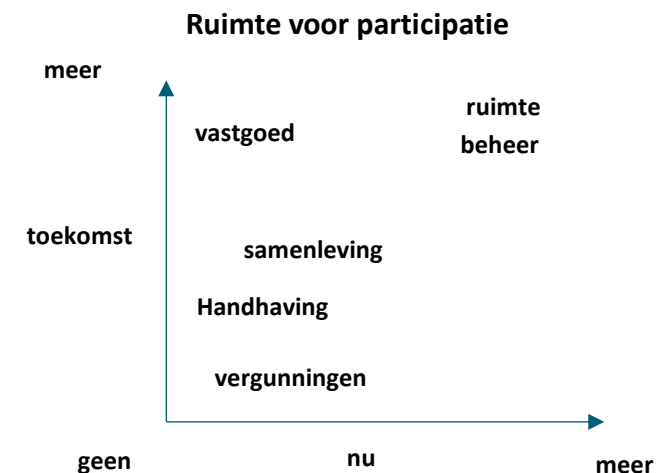 Ruimte voor participatie
meer
ruimte
vastgoed
beheer
toekomst
samenleving
Handhaving
vergunningen
geen
nu
meer